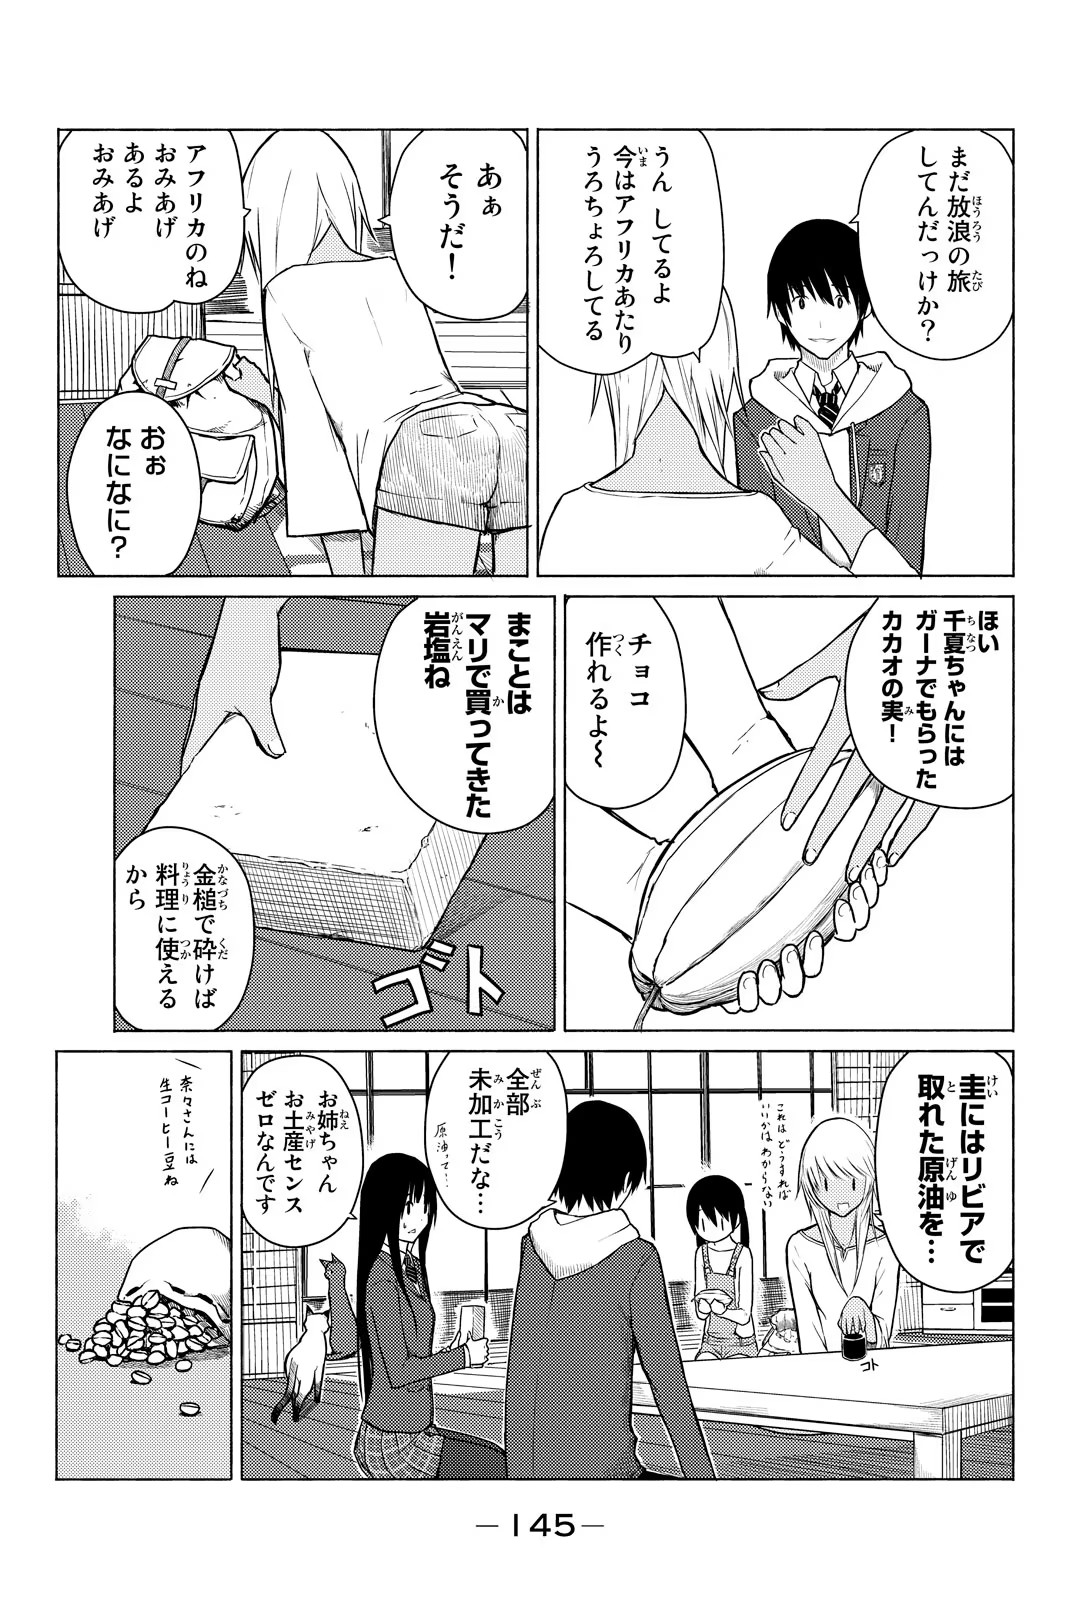 まだ放浪の旅
してんだっけか?
うん してるよ
今はアフリカあたり
うろちょろしてる
あぁ
そうだ!
アフリカのね
おみあげ
あるよ
おみあげ
おぉ
なになに?
ほい
千夏ちゃんには
ガーナでもらった
カカオの実!
チョコ
作れるよ〜
まことは
マリで買ってきた
岩塩ね
金槌で砕けば
料理に使える
から
ゴト
圭にはリビアで
取れた原油を…
これは どうすれば
いいかは わからない
コト
全部
未加工だな…
原油って…
お姉ちゃん
お土産センス
ゼロなんです
奈々さんには
生コーヒー豆ね
―145―